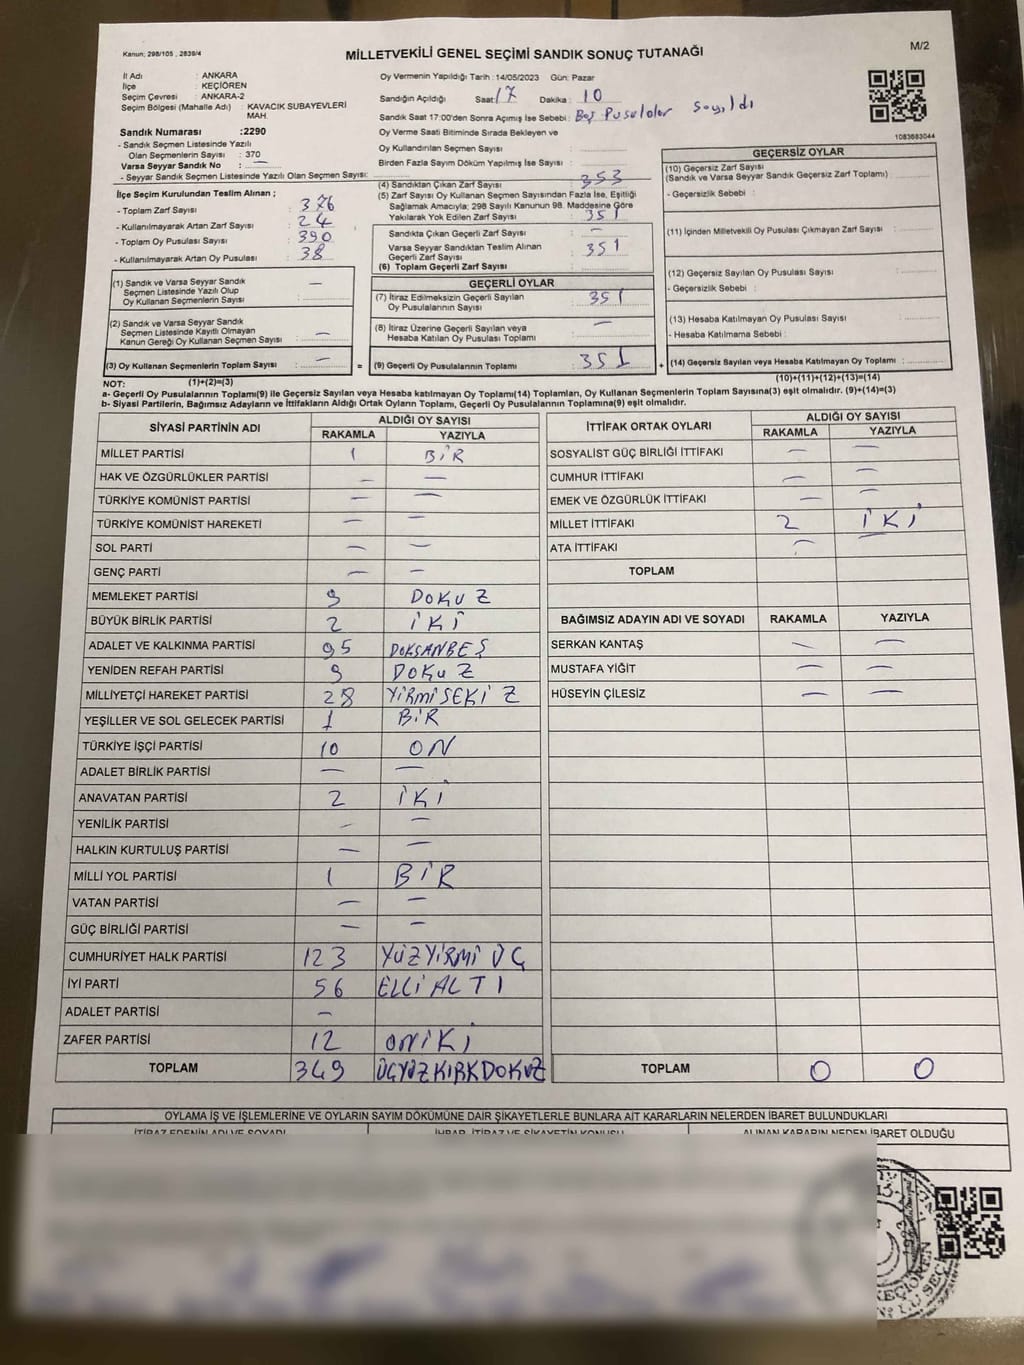 Kanun: 298/105 , 2839/4
MİLLETVEKİLİ GENEL SEÇİMİ SANDIK SONUÇ TUTANAĞI
M/2
İl Adı : ANKARA
İlçe : KEÇİÖREN
Seçim Çevresi : ANKARA-2
Seçim Bölgesi (Mahalle Adı) : KAVACIK SUBAYEVLERİ MAH.
Oy Vermenin Yapıldığı Tarih : 14/05/2023 Gün: Pazar
Sandığın Açıldığı Saat: 17 Dakika : 10
Sandık Saat 17:00'den Sonra Açımış İse Sebebi : Boş Pusulalar Sayıldı
Oy Verme Saati Bitiminde Sırada Bekleyen ve
Oy Kullandırılan Seçmen Sayısı :
Birden Fazla Sayım Döküm Yapılmış İse Sayısı :
1083683044
Sandık Numarası :2290
- Sandık Seçmen Listesinde Yazılı
Olan Seçmenlerin Sayısı : 370
Varsa Seyyar Sandık No : —
- Seyyar Sandık Seçmen Listesinde Yazılı Olan Seçmen Sayısı:
İlçe Seçim Kurulundan Teslim Alınan ;
- Toplam Zarf Sayısı : 376
- Kullanılmayarak Artan Zarf Sayısı : 24
- Toplam Oy Pusulası Sayısı : 390
- Kullanılmayarak Artan Oy Pusulası : 38
(1) Sandık ve Varsa Seyyar Sandık
Seçmen Listesinde Yazılı Olup
Oy Kullanan Seçmenlerin Sayısı : —
(2) Sandık ve Varsa Seyyar Sandık
Seçmen Listesinde Kayıtlı Olmayan
Kanun Gereği Oy Kullanan Seçmen Sayısı : —
(3) Oy Kullanan Seçmenlerin Toplam Sayısı : —
(1)+(2)=(3)
(4) Sandıktan Çıkan Zarf Sayısı : 353
(5) Zarf Sayısı Oy Kullanan Seçmen Sayısından Fazla İse, Eşitliği
Sağlamak Amacıyla; 298 Sayılı Kanunun 98. Maddesine Göre
Yakılarak Yok Edilen Zarf Sayısı : 351
Sandıkta Çıkan Geçerli Zarf Sayısı : —
Varsa Seyyar Sandıktan Teslim Alınan
Geçerli Zarf Sayısı : 351
(6) Toplam Geçerli Zarf Sayısı :
GEÇERLİ OYLAR
(7) İtiraz Edilmeksizin Geçerli Sayılan
Oy Pusulalarının Sayısı : 351
(8) İtiraz Üzerine Geçerli Sayılan veya
Hesaba Katılan Oy Pusulası Toplamı : —
= (9) Geçerli Oy Pusulalarının Toplamı : 351 +
GEÇERSİZ OYLAR
(10) Geçersiz Zarf Sayısı
(Sandık ve Varsa Seyyar Sandık Geçersiz Zarf Toplamı) :
- Geçersizlik Sebebi :
(11) İçinden Milletvekili Oy Pusulası Çıkmayan Zarf Sayısı :
(12) Geçersiz Sayılan Oy Pusulası Sayısı :
- Geçersizlik Sebebi :
(13) Hesaba Katılmayan Oy Pusulası Sayısı :
- Hesaba Katılmama Sebebi :
(14) Geçersiz Sayılan veya Hesaba Katılmayan Oy Toplamı :
(10)+(11)+(12)+(13)=(14)
NOT:
a- Geçerli Oy Pusulalarının Toplamı(9) ile Geçersiz Sayılan veya Hesaba katılmayan Oy Toplamı(14) Toplamları, Oy Kullanan Seçmenlerin Toplam Sayısına(3) eşit olmalıdır. (9)+(14)=(3)
b- Siyasi Partilerin, Bağımsız Adayların ve İttifakların Aldığı Ortak Oyların Toplamı, Geçerli Oy Pusulalarının Toplamına(9) eşit olmalıdır.
SİYASİ PARTİNİN ADI ALDIĞI OY SAYISI
RAKAMLA YAZIYLA
MİLLET PARTİSİ 1 BİR
HAK VE ÖZGÜRLÜKLER PARTİSİ — —
TÜRKİYE KOMÜNİST PARTİSİ — —
TÜRKİYE KOMÜNİST HAREKETİ — —
SOL PARTİ — —
GENÇ PARTİ — —
MEMLEKET PARTİSİ 9 DOKUZ
BÜYÜK BİRLİK PARTİSİ 2 İKİ
ADALET VE KALKINMA PARTİSİ 95 DOKSANBEŞ
YENİDEN REFAH PARTİSİ 9 DOKUZ
MİLLİYETÇİ HAREKET PARTİSİ 28 YİRMİSEKİZ
YEŞİLLER VE SOL GELECEK PARTİSİ 1 BİR
TÜRKİYE İŞÇİ PARTİSİ 10 ON
ADALET BİRLİK PARTİSİ — —
ANAVATAN PARTİSİ 2 İKİ
YENİLİK PARTİSİ — —
HALKIN KURTULUŞ PARTİSİ — —
MİLLİ YOL PARTİSİ 1 BİR
VATAN PARTİSİ — —
GÜÇ BİRLİĞİ PARTİSİ — —
CUMHURİYET HALK PARTİSİ 123 YÜZYİRMİÜÇ
İYİ PARTİ 56 ELLİALTI
ADALET PARTİSİ —
ZAFER PARTİSİ 12 ONİKİ
TOPLAM 349 ÜÇYÜZKIRKDOKUZ
İTTİFAK ORTAK OYLARI ALDIĞI OY SAYISI
RAKAMLA YAZIYLA
SOSYALİST GÜÇ BİRLİĞİ İTTİFAKI — —
CUMHUR İTTİFAKI — —
EMEK VE ÖZGÜRLÜK İTTİFAKI — —
MİLLET İTTİFAKI 2 İKİ
ATA İTTİFAKI — —
TOPLAM
BAĞIMSIZ ADAYIN ADI VE SOYADI RAKAMLA YAZIYLA
SERKAN KANTAŞ — —
MUSTAFA YİĞİT — —
HÜSEYİN ÇİLESİZ — —
TOPLAM 0 0
OYLAMA İŞ VE İŞLEMLERİNE VE OYLARIN SAYIM DÖKÜMÜNE DAİR ŞİKAYETLERLE BUNLARA AİT KARARLARIN NELERDEN İBARET BULUNDUKLARI
İTİRAZ EDENİN ADI VE SOYADI İHBAR, İTİRAZ VE ŞİKAYETİN KONUSU ALINAN KARARIN NEDEN İBARET OLDUĞU
KEÇİÖREN